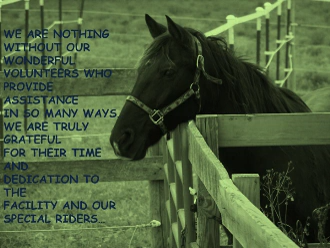 WE ARE NOTHING
WITHOUT OUR
WONDERFUL
VOLUNTEERS WHO
PROVIDE
ASSISTANCE
IN SO MANY WAYS
WE ARE TRULY
GRATEFUL
FOR THEIR TIME
AND
DEDICATION TO
THE
FACILITY AND OUR
SPECIAL RIDERS...